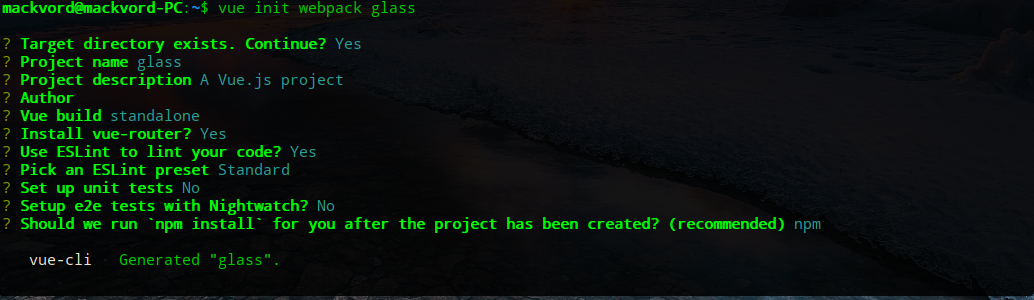 mackvord@mackvord-PC:~$ vue init webpack glass
? Target directory exists. Continue? Yes
? Project name glass
? Project description A Vue.js project
? Author
? Vue build standalone
? Install vue-router? Yes
? Use ESLint to lint your code? Yes
? Pick an ESLint preset Standard
? Set up unit tests No
? Setup e2e tests with Nightwatch? No
? Should we run `npm install` for you after the project has been created? (recommended) npm
vue-cli · Generated "glass".